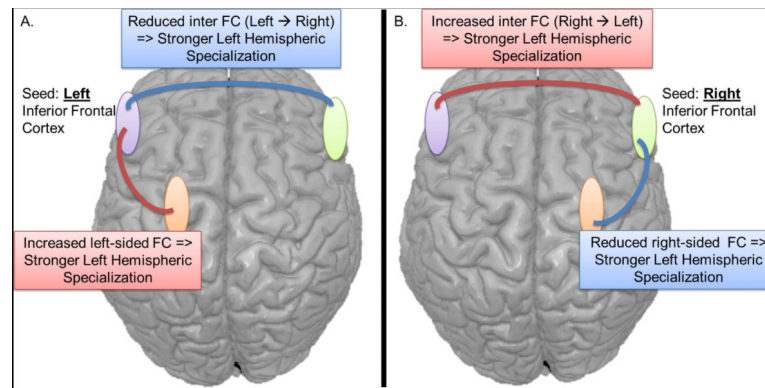 A.
Reduced inter FC (Left → Right)
=> Stronger Left Hemispheric
Specialization
Seed: Left
Inferior Frontal
Cortex
Increased left-sided FC =>
Stronger Left Hemispheric
Specialization
B.
Increased inter FC (Right → Left)
=> Stronger Left Hemispheric
Specialization
Seed: Right
Inferior Frontal
Cortex
Reduced right-sided FC =>
Stronger Left Hemispheric
Specialization